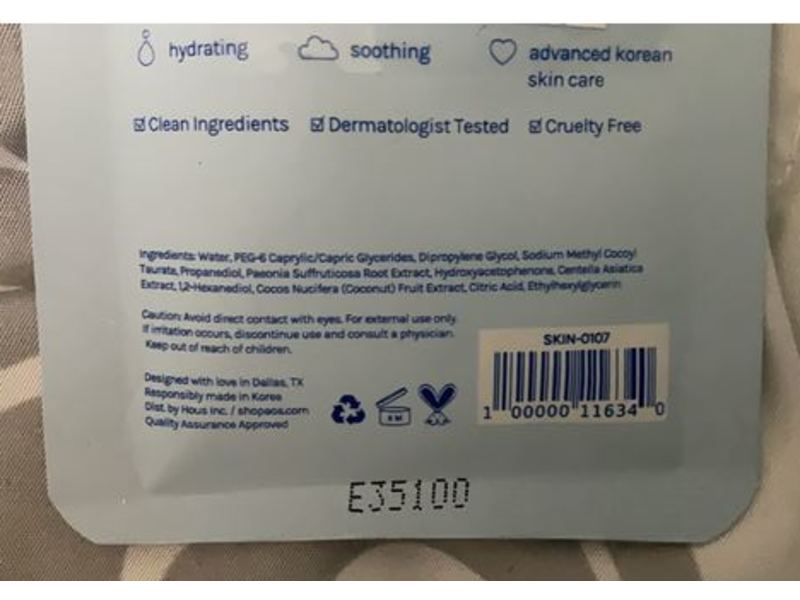 hydrating soothing advanced korean
skin care
Clean Ingredients Dermatologist Tested Cruelty Free
Ingredients: Water, PEG-6 Caprylic/Capric Glycerides, Dipropylene Glycol, Sodium Methyl Cocoyl
Taurate, Propanediol, Paeonia Suffruticosa Root Extract, Hydroxyacetophenone, Centella Asiatica
Extract, 1,2-Hexanediol, Cocos Nucifera (Coconut) Fruit Extract, Citric Acid, Ethylhexylglycerin
Caution: Avoid direct contact with eyes. For external use only.
If irritation occurs, discontinue use and consult a physician.
Keep out of reach of children.
Designed with love in Dallas, TX
Responsibly made in Korea
Dist. by Hous Inc. / shopaos.com
Quality Assurance Approved
SKIN-0107
1 00000 11634 0
E35100